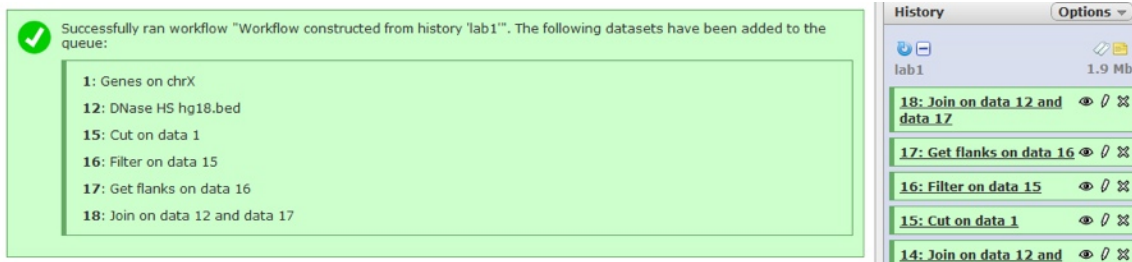 Successfully ran workflow "Workflow constructed from history 'lab1'". The following datasets have been added to the
queue:
1: Genes on chrX
12: DNase HS hg18.bed
15: Cut on data 1
16: Filter on data 15
17: Get flanks on data 16
18: Join on data 12 and data 17
History
Options
lab1
1.9 Mb
18: Join on data 12 and
data 17
17: Get flanks on data 16
16: Filter on data 15
15: Cut on data 1
14: Join on data 12 and